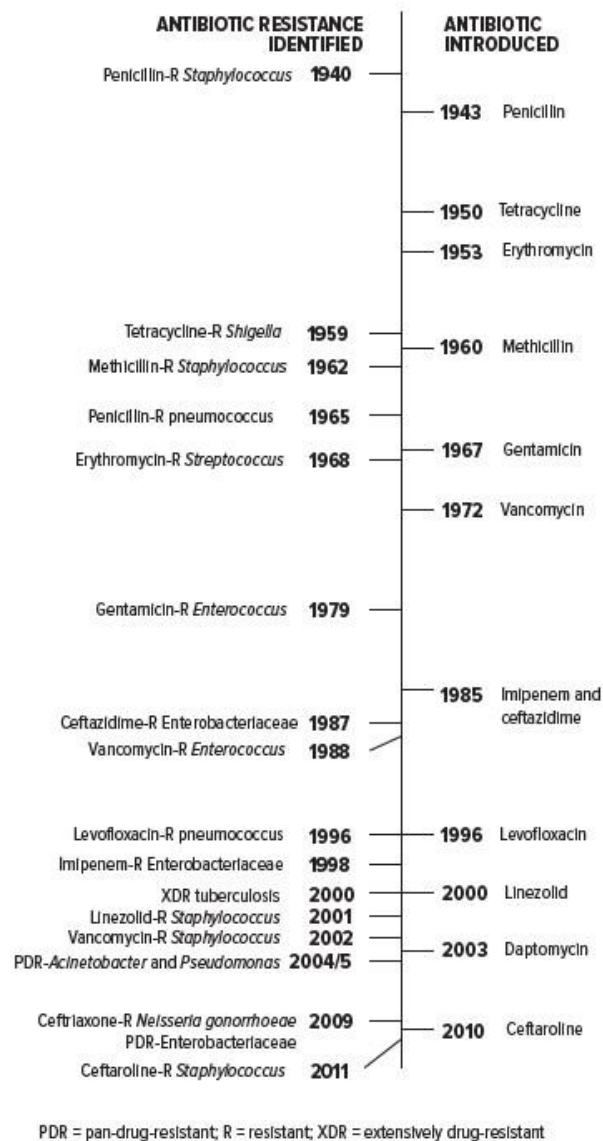 ANTIBIOTIC RESISTANCE
IDENTIFIED
ANTIBIOTIC
INTRODUCED
Penicillin-R Staphylococcus 1940
1943 Penicillin
1950 Tetracycline
1953 Erythromycin
Tetracycline-R Shigella 1959
1960 Methicillin
Methicillin-R Staphylococcus 1962
Penicillin-R pneumococcus 1965
1967 Gentamicin
Erythromycin-R Streptococcus 1968
1972 Vancomycin
Gentamicin-R Enterococcus 1979
1985 Imipenem and
ceftazidime
Ceftazidime-R Enterobacteriaceae 1987
Vancomycin-R Enterococcus 1988
Levofloxacin-R pneumococcus 1996
1996 Levofloxacin
Imipenem-R Enterobacteriaceae 1998
XDR tuberculosis 2000
2000 Linezolid
Linezolid-R Staphylococcus 2001
Vancomycin-R Staphylococcus 2002
2003 Daptomycin
PDR-Acinetobacter and Pseudomonas 2004/5
Ceftriaxone-R Neisseria gonorrhoeae 2009
PDR-Enterobacteriaceae
2010 Ceftaroline
Ceftaroline-R Staphylococcus 2011
PDR = pan-drug-resistant; R = resistant; XDR = extensively drug-resistant